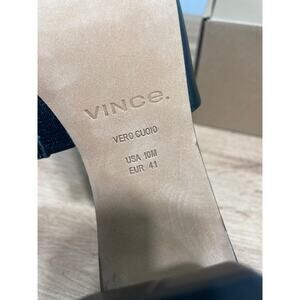 VINCe.
VERO CUOIO
USA 10M
EUR 41